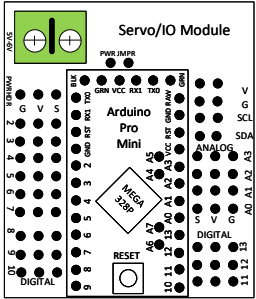 5V-6V
Servo/IO Module
PWR JMPR
BLK GRN VCC RX1 TX0 GRN
PWRHDR
G V S
2
3
4
5
6
7
8
9
10
DIGITAL
TX0
RX1
RST
GND
2
3
4
5
6
7
8
9
Arduino
Pro
Mini
MEGA
328P
RESET
A5
A4
A7
A6
RAW
GND
RST
VCC
A3
A2
A1
A0
13
12
11
10
V
G
SCL
SDA
ANALOG
A3
A2
A1
A0
S V G
DIGITAL
13
12
11